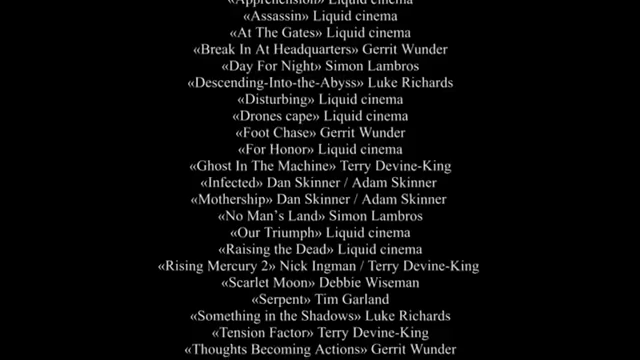 «Apprehension» Liquid cinema
«Assassin» Liquid cinema
«At The Gates» Liquid cinema
«Break In At Headquarters» Gerrit Wunder
«Day For Night» Simon Lambros
«Descending-Into-the-Abyss» Luke Richards
«Disturbing» Liquid cinema
«Drones cape» Liquid cinema
«Foot Chase» Gerrit Wunder
«For Honor» Liquid cinema
«Ghost In The Machine» Terry Devine-King
«Infected» Dan Skinner / Adam Skinner
«Mothership» Dan Skinner / Adam Skinner
«No Man’s Land» Simon Lambros
«Our Triumph» Liquid cinema
«Raising the Dead» Liquid cinema
«Rising Mercury 2» Nick Ingman / Terry Devine-King
«Scarlet Moon» Debbie Wiseman
«Serpent» Tim Garland
«Something in the Shadows» Luke Richards
«Tension Factor» Terry Devine-King
«Thoughts Becoming Actions» Gerrit Wunder